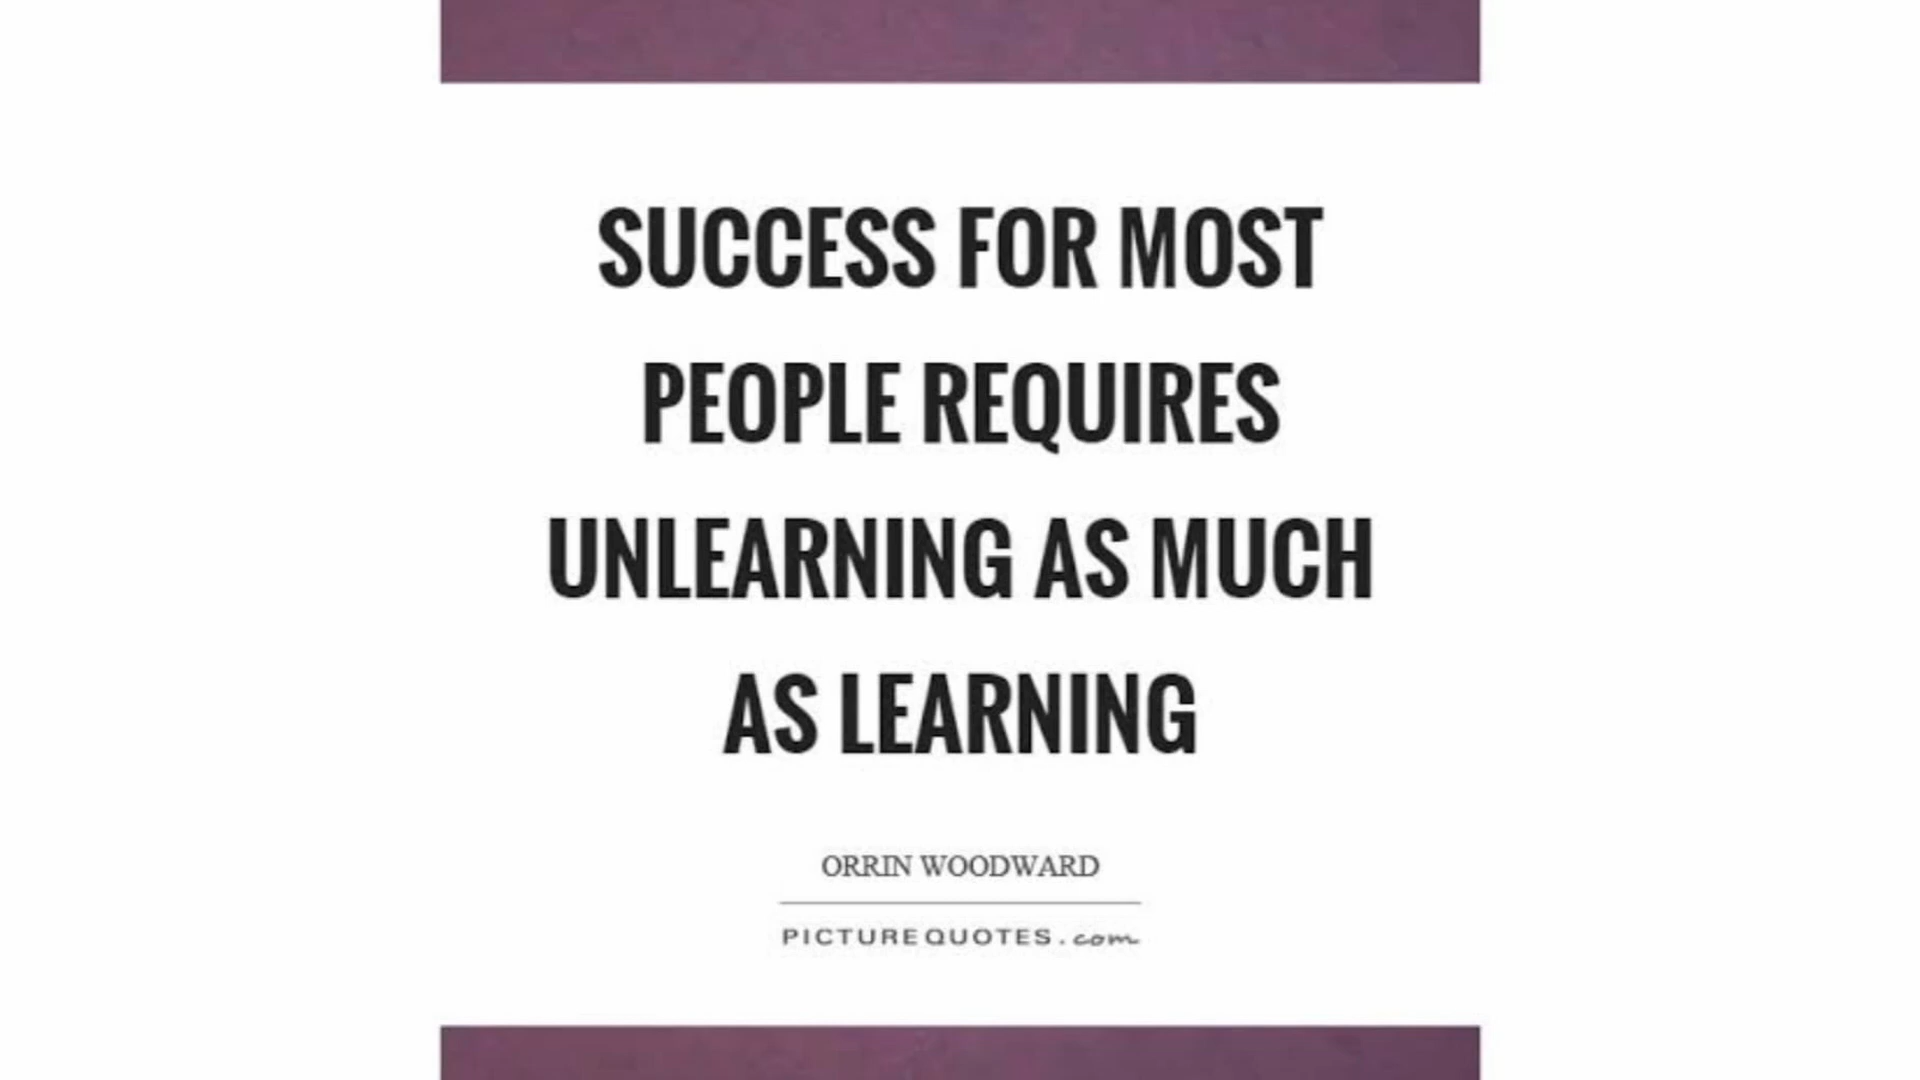 SUCCESS FOR MOST
PEOPLE REQUIRES
UNLEARNING AS MUCH
AS LEARNING
ORRIN WOODWARD
PICTUREQUOTES.com